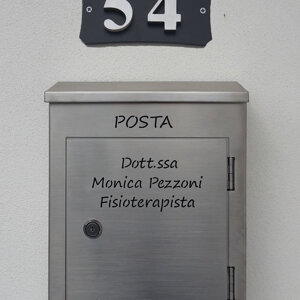 54
POSTA
Dott.ssa
Monica Pezzoni
Fisioterapista